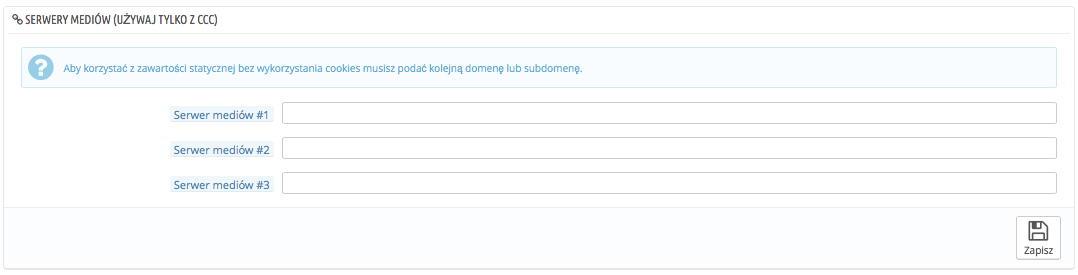 SERWERY MEDIÓW (UŻYWAJ TYLKO Z CCC)
Aby korzystać z zawartości statycznej bez wykorzystania cookies musisz podać kolejną domenę lub subdomenę.
Serwer mediów #1
Serwer mediów #2
Serwer mediów #3
Zapisz